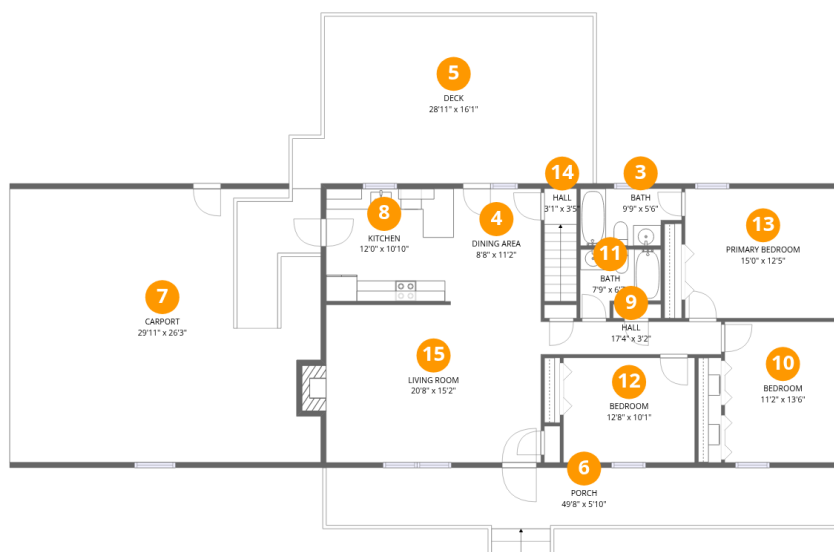 5
DECK
28'11" x 16'1"
14
HALL
3'1" x 3'5"
3
BATH
9'9" x 5'6"
8
KITCHEN
12'0" x 10'10"
4
DINING AREA
8'8" x 11'2"
13
PRIMARY BEDROOM
15'0" x 12'5"
11
BATH
7'9" x
7
CARPORT
29'11" x 26'3"
9
HALL
17'4" x 3'2"
15
LIVING ROOM
20'8" x 15'2"
12
BEDROOM
12'8" x 10'1"
10
BEDROOM
11'2" x 13'6"
6
PORCH
49'8" x 5'10"